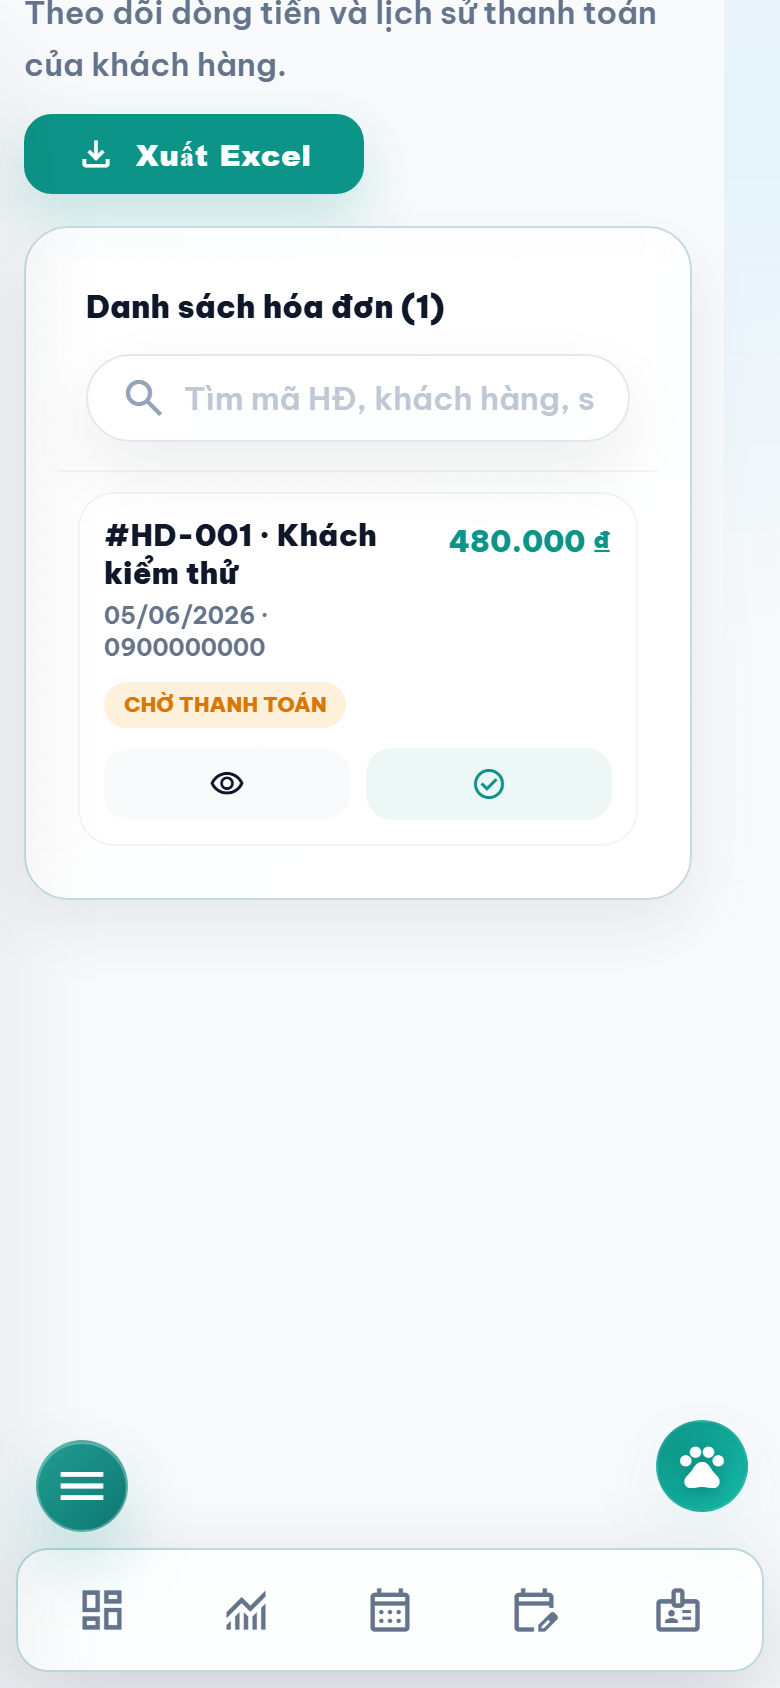 Theo dõi dòng tiền và lịch sử thanh toán
của khách hàng.
Xuất Excel
Danh sách hóa đơn (1)
Tìm mã HĐ, khách hàng, s
#HD-001 · Khách
kiểm thử
480.000 ₫
05/06/2026 ·
0900000000
CHỜ THANH TOÁN